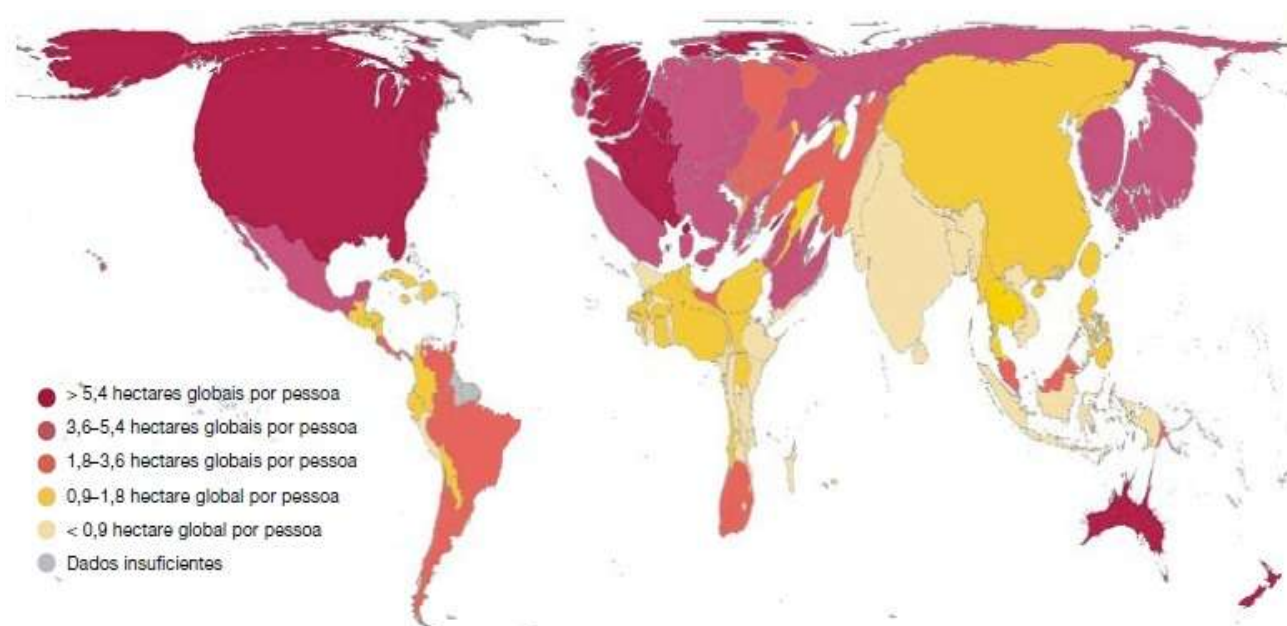 > 5,4 hectares globais por pessoa
3,6–5,4 hectares globais por pessoa
1,8–3,6 hectares globais por pessoa
0,9–1,8 hectare global por pessoa
< 0,9 hectare global por pessoa
Dados insuficientes